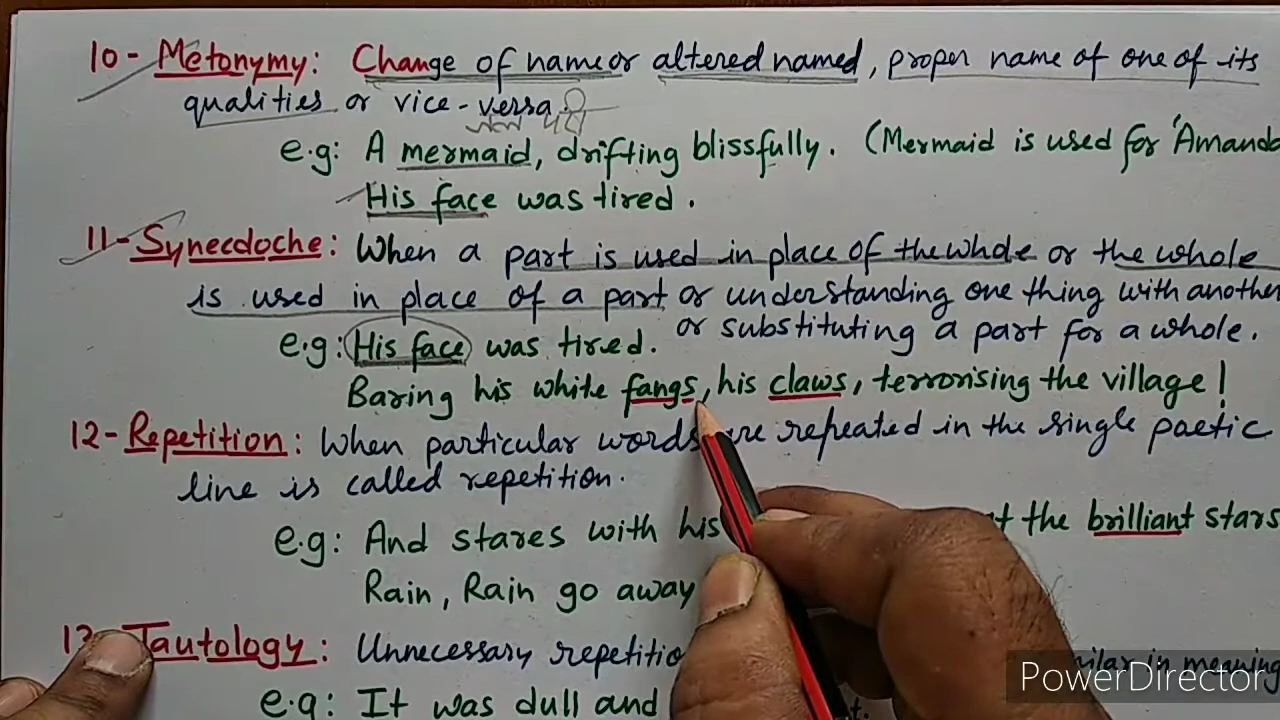 10- Metonymy: Change of name or altered named, proper name of one of its
qualities or vice-versa.
e.g: A mermaid, drifting blissfully. (Mermaid is used for 'Amanda
His face was tired.
11- Synecdoche: When a part is used in place of the whole or the whole
is used in place of a part or understanding one thing with another
or substituting a part for a whole.
e.g: His face was tired.
Baring his white fangs, his claws, terrorising the village!
12- Repetition: When particular words are repeated in the single poetic
line is called repetition.
e.g: And stares with his the brilliant stars
Rain, Rain go away
Tautology: Unnecessary in meaning
e.g: It was dull and
PowerDirector